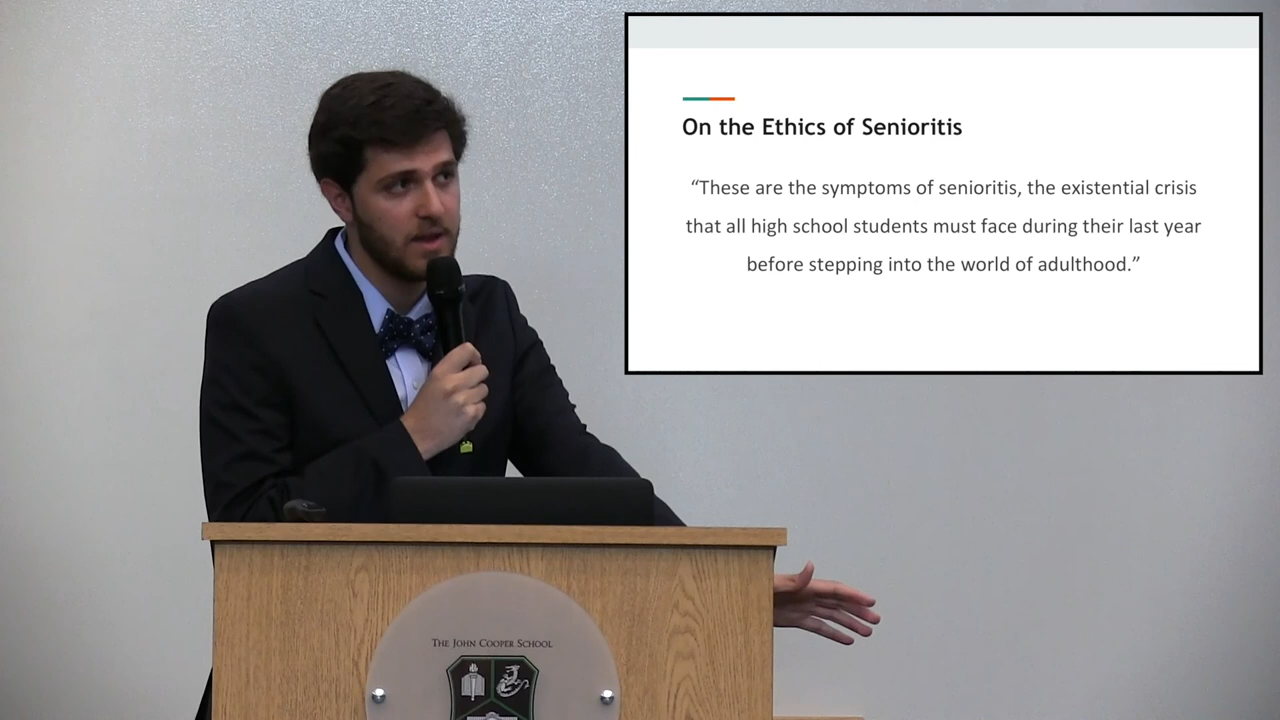 On the Ethics of Senioritis
“These are the symptoms of senioritis, the existential crisis
that all high school students must face during their last year
before stepping into the world of adulthood.”
THE JOHN COOPER SCHOOL